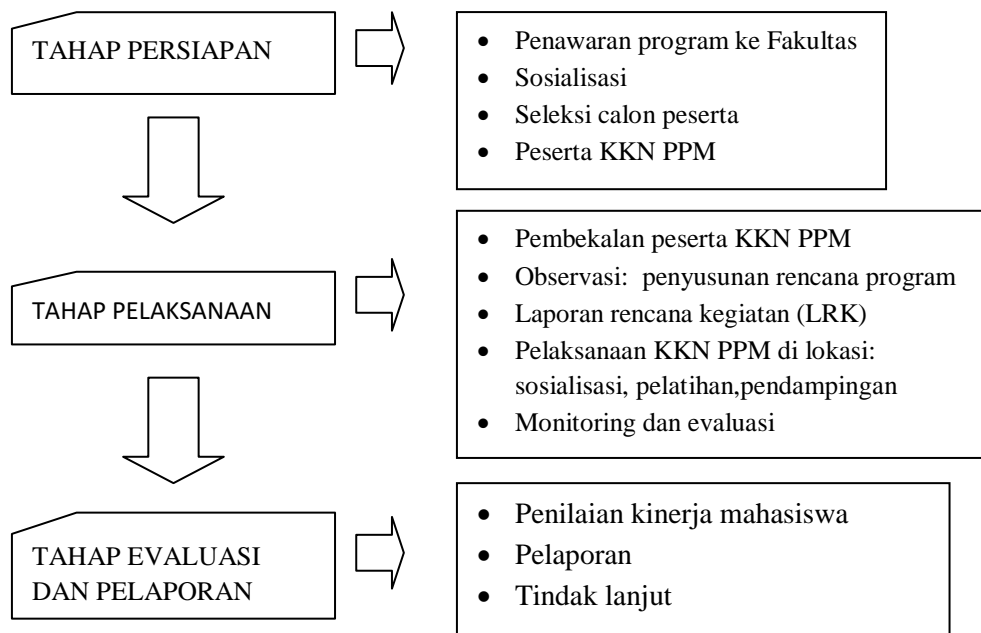 TAHAP PERSIAPAN
• Penawaran program ke Fakultas
• Sosialisasi
• Seleksi calon peserta
• Peserta KKN PPM
TAHAP PELAKSANAAN
• Pembekalan peserta KKN PPM
• Observasi:  penyusunan rencana program
• Laporan rencana kegiatan (LRK)
• Pelaksanaan KKN PPM di lokasi:
sosialisasi, pelatihan,pendampingan
• Monitoring dan evaluasi
TAHAP EVALUASI
DAN PELAPORAN
• Penilaian kinerja mahasiswa
• Pelaporan
• Tindak lanjut